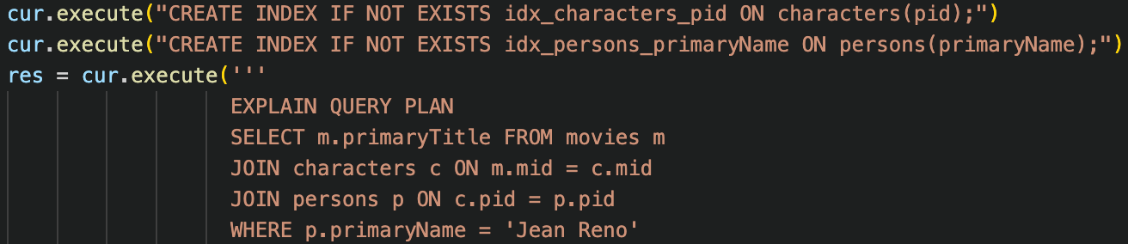 cur.execute("CREATE INDEX IF NOT EXISTS idx_characters_pid ON characters(pid);")
cur.execute("CREATE INDEX IF NOT EXISTS idx_persons_primaryName ON persons(primaryName);")
res = cur.execute('''
EXPLAIN QUERY PLAN
SELECT m.primaryTitle FROM movies m
JOIN characters c ON m.mid = c.mid
JOIN persons p ON c.pid = p.pid
WHERE p.primaryName = 'Jean Reno'